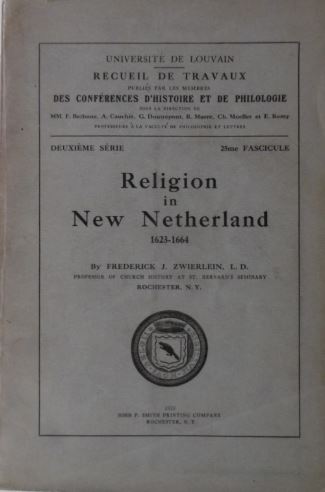 UNIVERSITÉ DE LOUVAIN
RECUEIL DE TRAVAUX
PUBLIÉS PAR LES MEMBRES
DES CONFÉRENCES D'HISTOIRE ET DE PHILOLOGIE
SOUS LA DIRECTION DE
MM. F. Bethune, A. Cauchie, G. Doutrepont, R. Maere, Ch. Moeller et E. Remy
PROFESSEURS À LA FACULTÉ DE PHILOSOPHIE ET LETTRES
DEUXIÈME SÉRIE 25me FASCICULE
Religion
in
New Netherland
1623-1664
By FREDERICK J. ZWIERLEIN, L. D.
PROFESSOR OF CHURCH HISTORY AT ST. BERNARD'S SEMINARY
ROCHESTER, N. Y.
JOHN P. SMITH PRINTING COMPANY
ROCHESTER, N. Y.